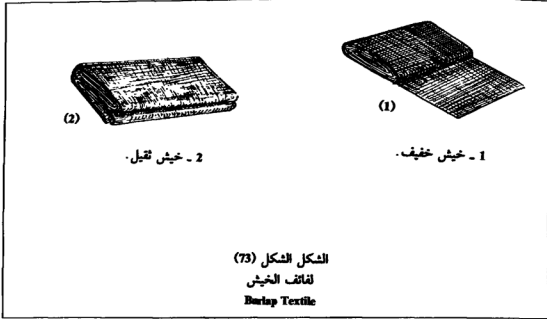 (1)
(2)
1 ـ خيش خفيف.
2 ـ خيش ثقيل.
الشكل الشكل (73)
لفائف الخيش
Burlap Textile